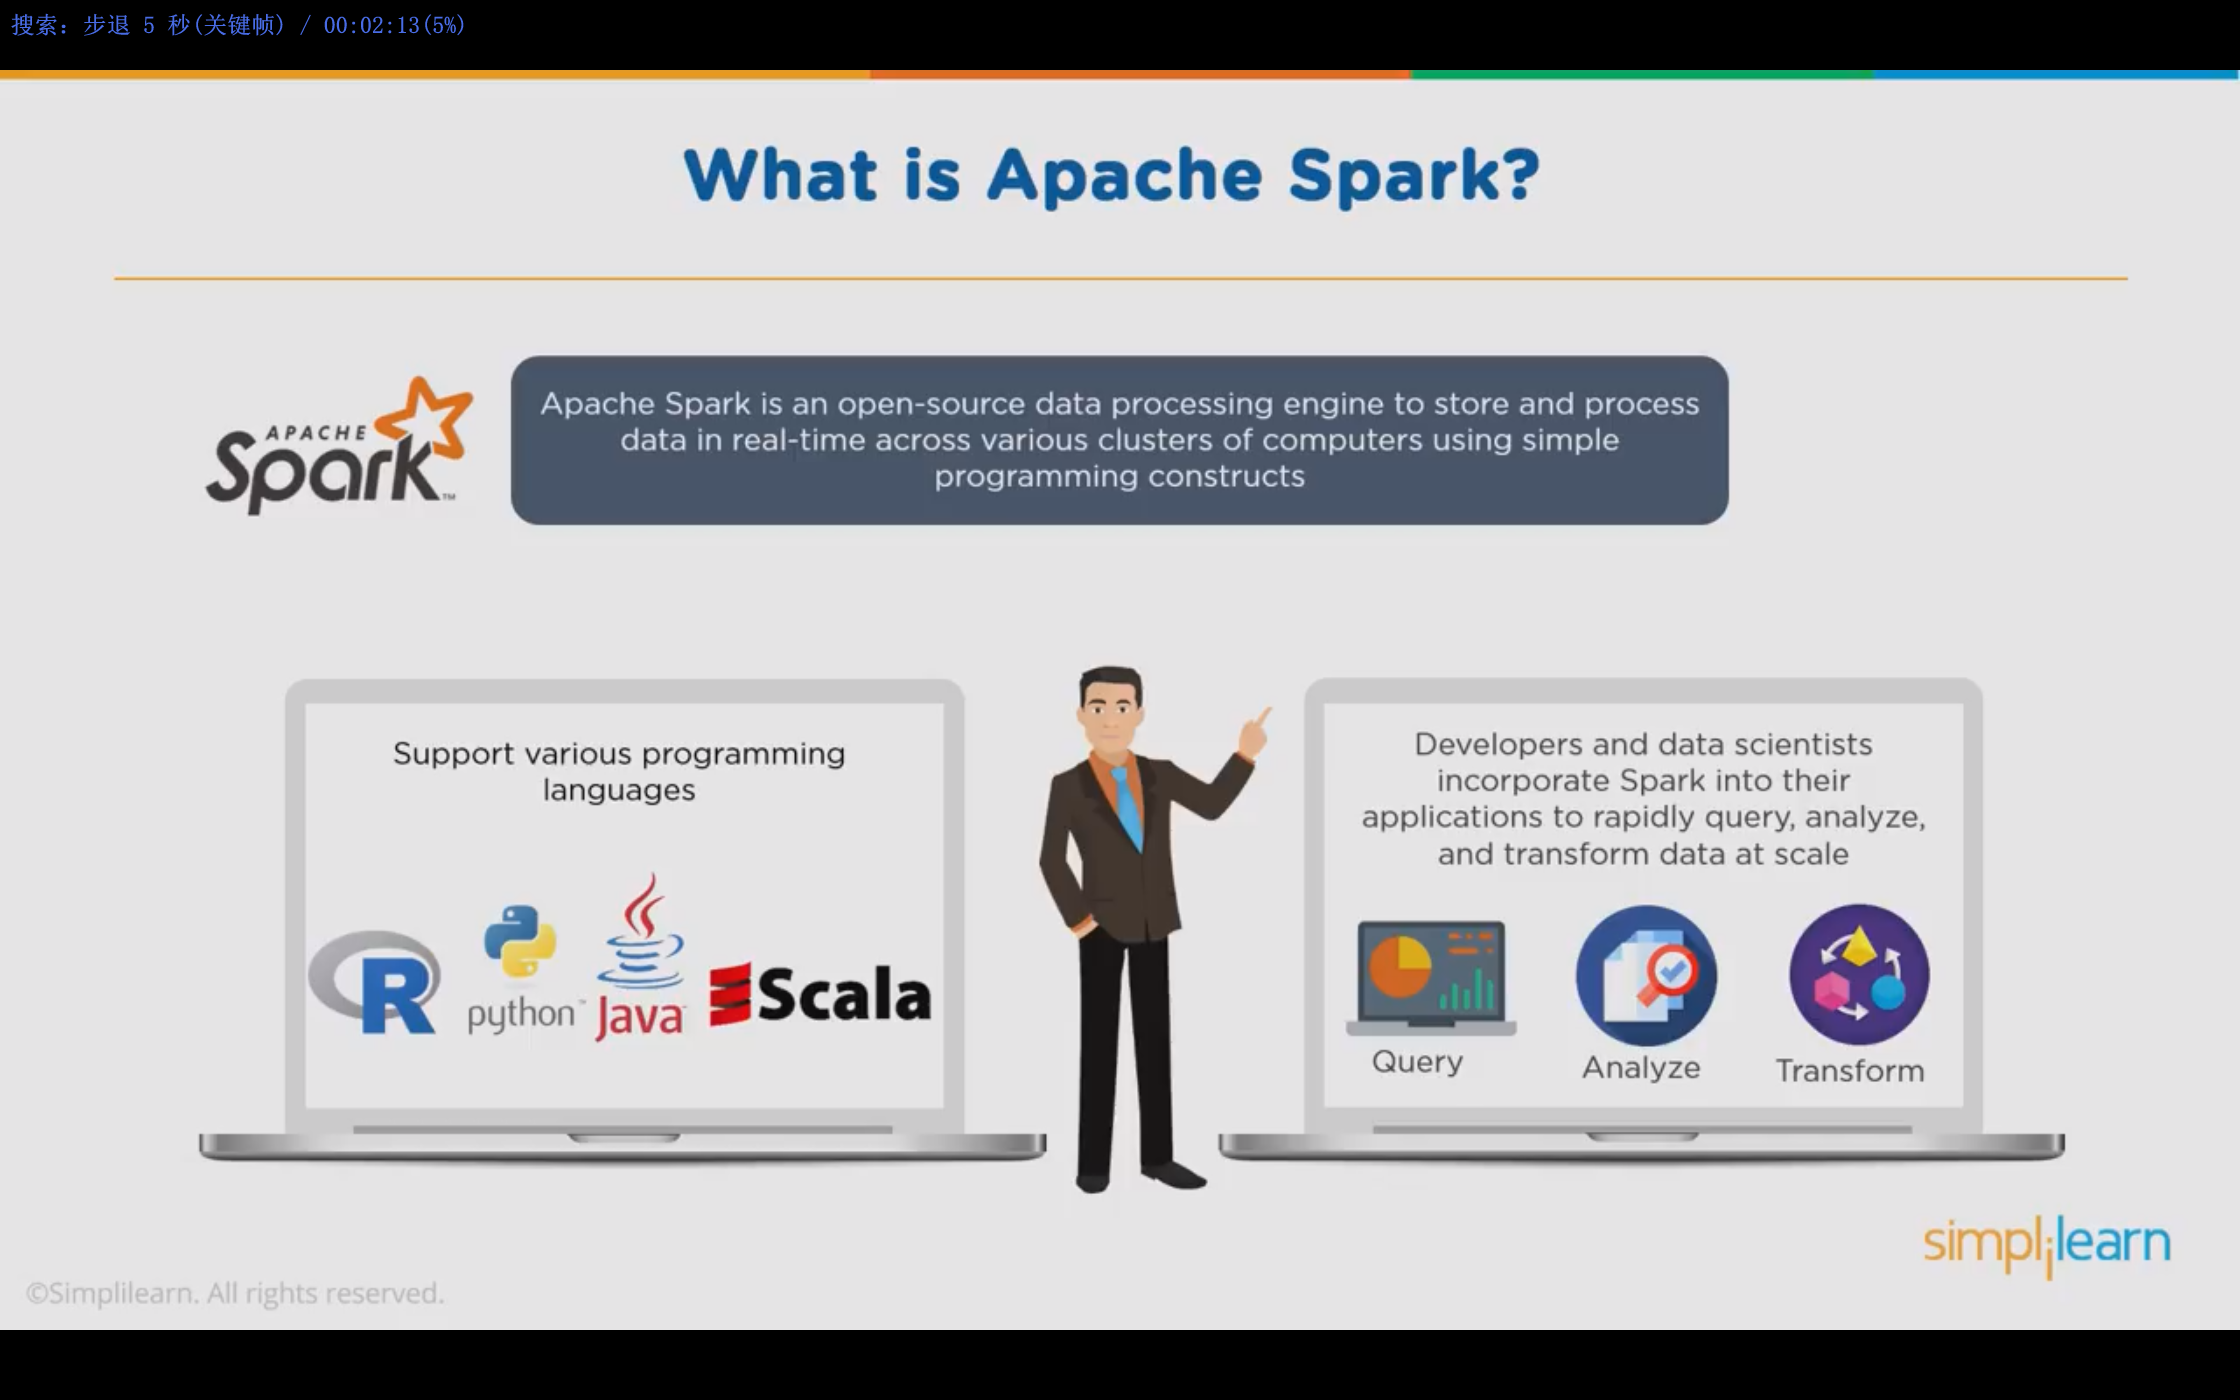 搜索: 步退 5 秒(关键帧) / 00:02:13(5%)
What is Apache Spark?
APACHE
Spark™
Apache Spark is an open-source data processing engine to store and process
data in real-time across various clusters of computers using simple
programming constructs
Support various programming
languages
R
python™
Java
Scala
Developers and data scientists
incorporate Spark into their
applications to rapidly query, analyze,
and transform data at scale
Query
Analyze
Transform
simplilearn
©Simplilearn. All rights reserved.